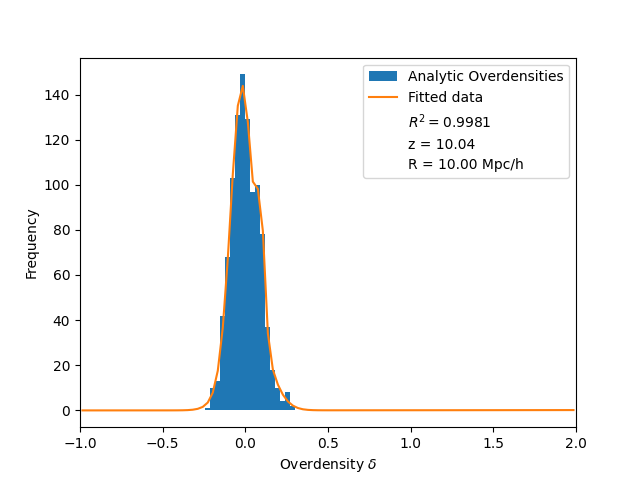 Analytic Overdensities
Fitted data
R² = 0.9981
z = 10.04
R = 10.00 Mpc/h
Frequency
140
120
100
80
60
40
20
0
−1.0 −0.5 0.0 0.5 1.0 1.5 2.0
Overdensity δ